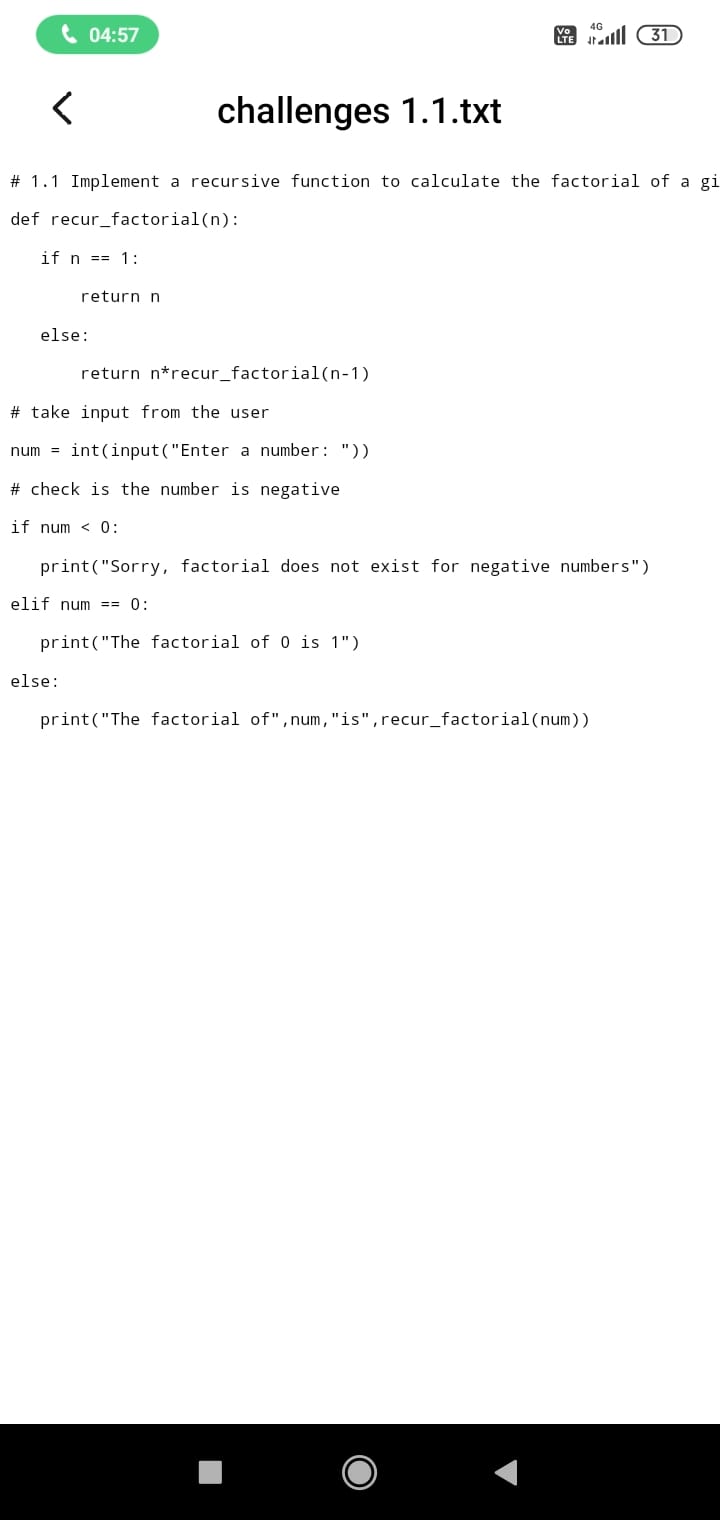 04:57
Vo LTE 4G 31
challenges 1.1.txt
# 1.1 Implement a recursive function to calculate the factorial of a gi
def recur_factorial(n):
   if n == 1:
       return n
   else:
       return n*recur_factorial(n-1)
# take input from the user
num = int(input("Enter a number: "))
# check is the number is negative
if num < 0:
   print("Sorry, factorial does not exist for negative numbers")
elif num == 0:
   print("The factorial of 0 is 1")
else:
   print("The factorial of",num,"is",recur_factorial(num))